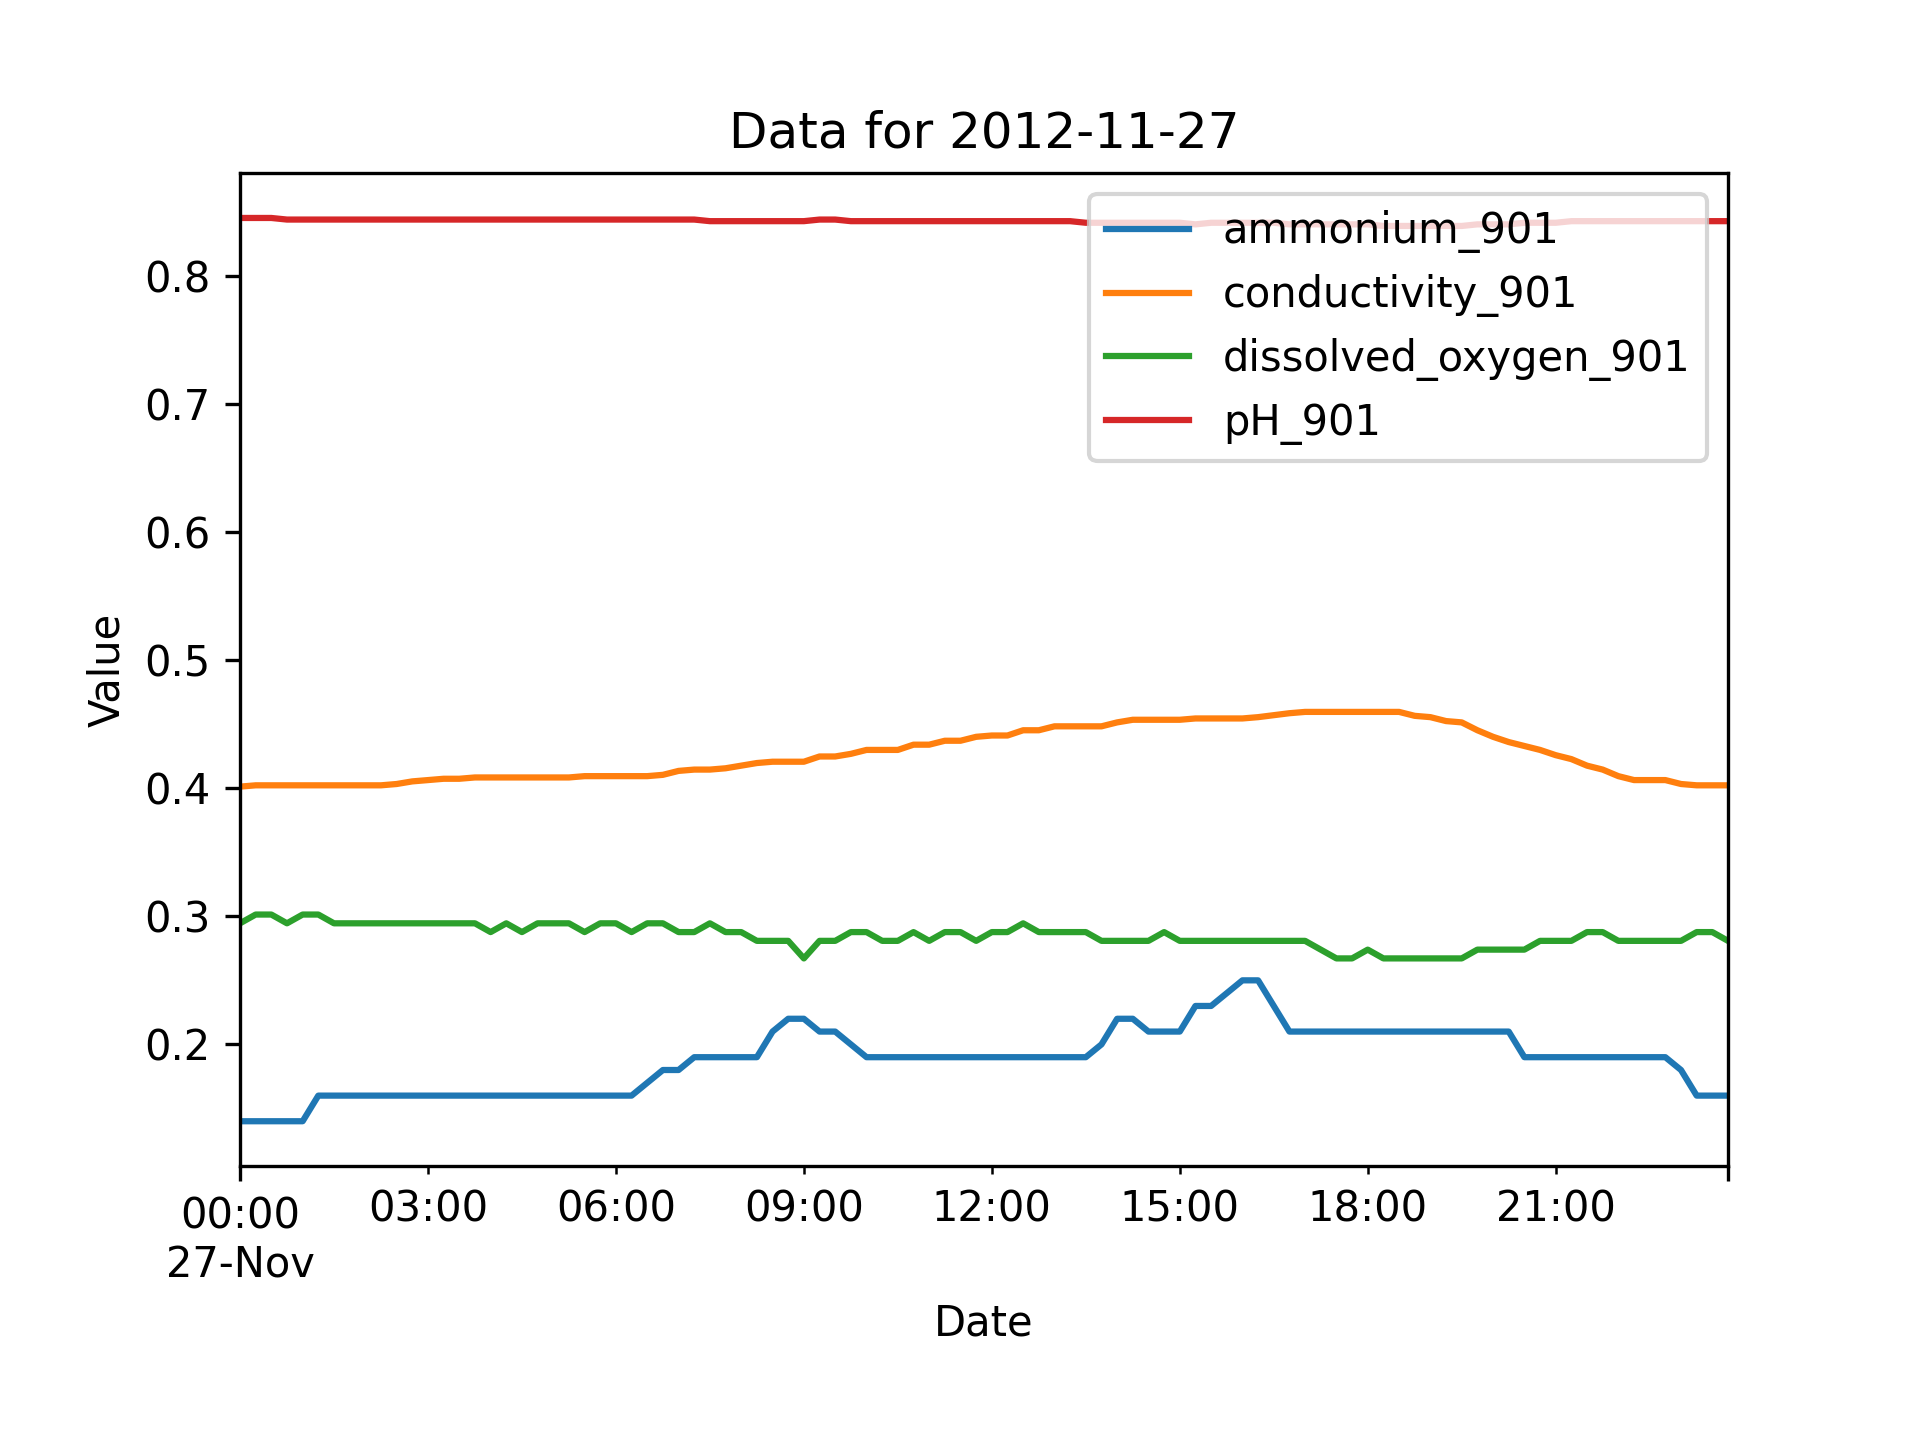 Data for 2012-11-27
ammonium_901
conductivity_901
dissolved_oxygen_901
pH_901
0.8
0.7
0.6
0.5
0.4
0.3
0.2
Value
00:00 03:00 06:00 09:00 12:00 15:00 18:00 21:00
27-Nov
Date